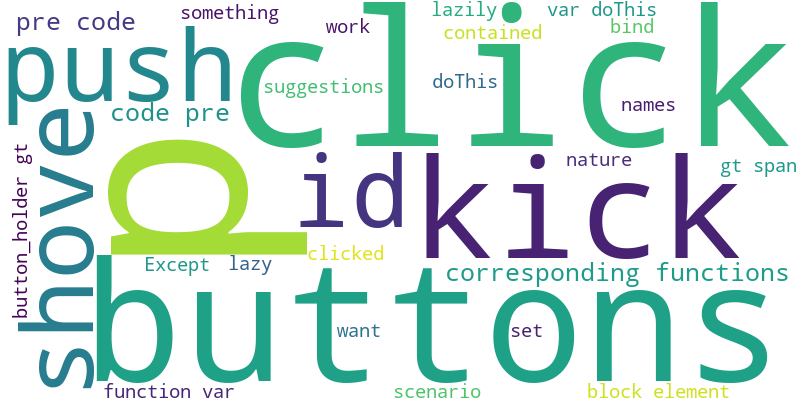 pre code
something
work
lazily
var doThis
contained
bind
push
click
suggestions
doThis
code pre
names
shove
button_holder gt
p
id
kick
nature
gt span
Except
lazy
clicked
corresponding functions
buttons
want
set
function var
scenario
block element